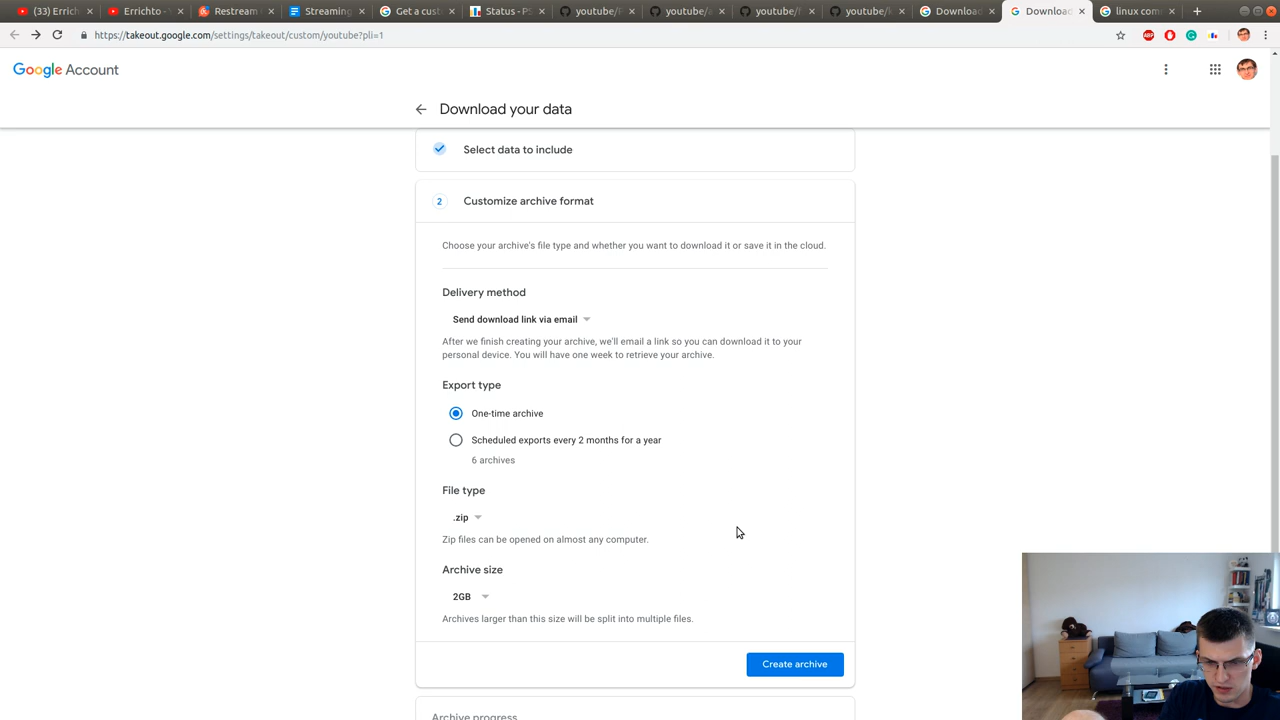 (33) Errich
Errichto - Y
Restream
Streaming
Get a cust
Status - PS
youtube/F
youtube/a
youtube/
youtube/k
Download
Download
linux com
https://takeout.google.com/settings/takeout/custom/youtube?pli=1
Google Account
Download your data
Select data to include
2 Customize archive format
Choose your archive's file type and whether you want to download it or save it in the cloud.
Delivery method
Send download link via email
After we finish creating your archive, we'll email a link so you can download it to your
personal device. You will have one week to retrieve your archive.
Export type
One-time archive
Scheduled exports every 2 months for a year
6 archives
File type
.zip
Zip files can be opened on almost any computer.
Archive size
2GB
Archives larger than this size will be split into multiple files.
Create archive
Archive progress